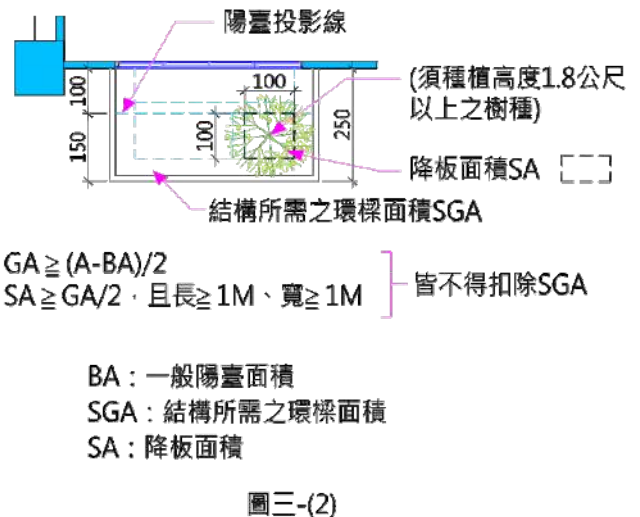 陽臺投影線
100
100
(須種植高度1.8公尺
以上之樹種)
150
100
250
降板面積SA
結構所需之環樑面積SGA
GA≧(A-BA)/2
SA≧GA/2，且長≧1M、寬≧1M
皆不得扣除SGA
BA：一般陽臺面積
SGA：結構所需之環樑面積
SA：降板面積
圖三-(2)